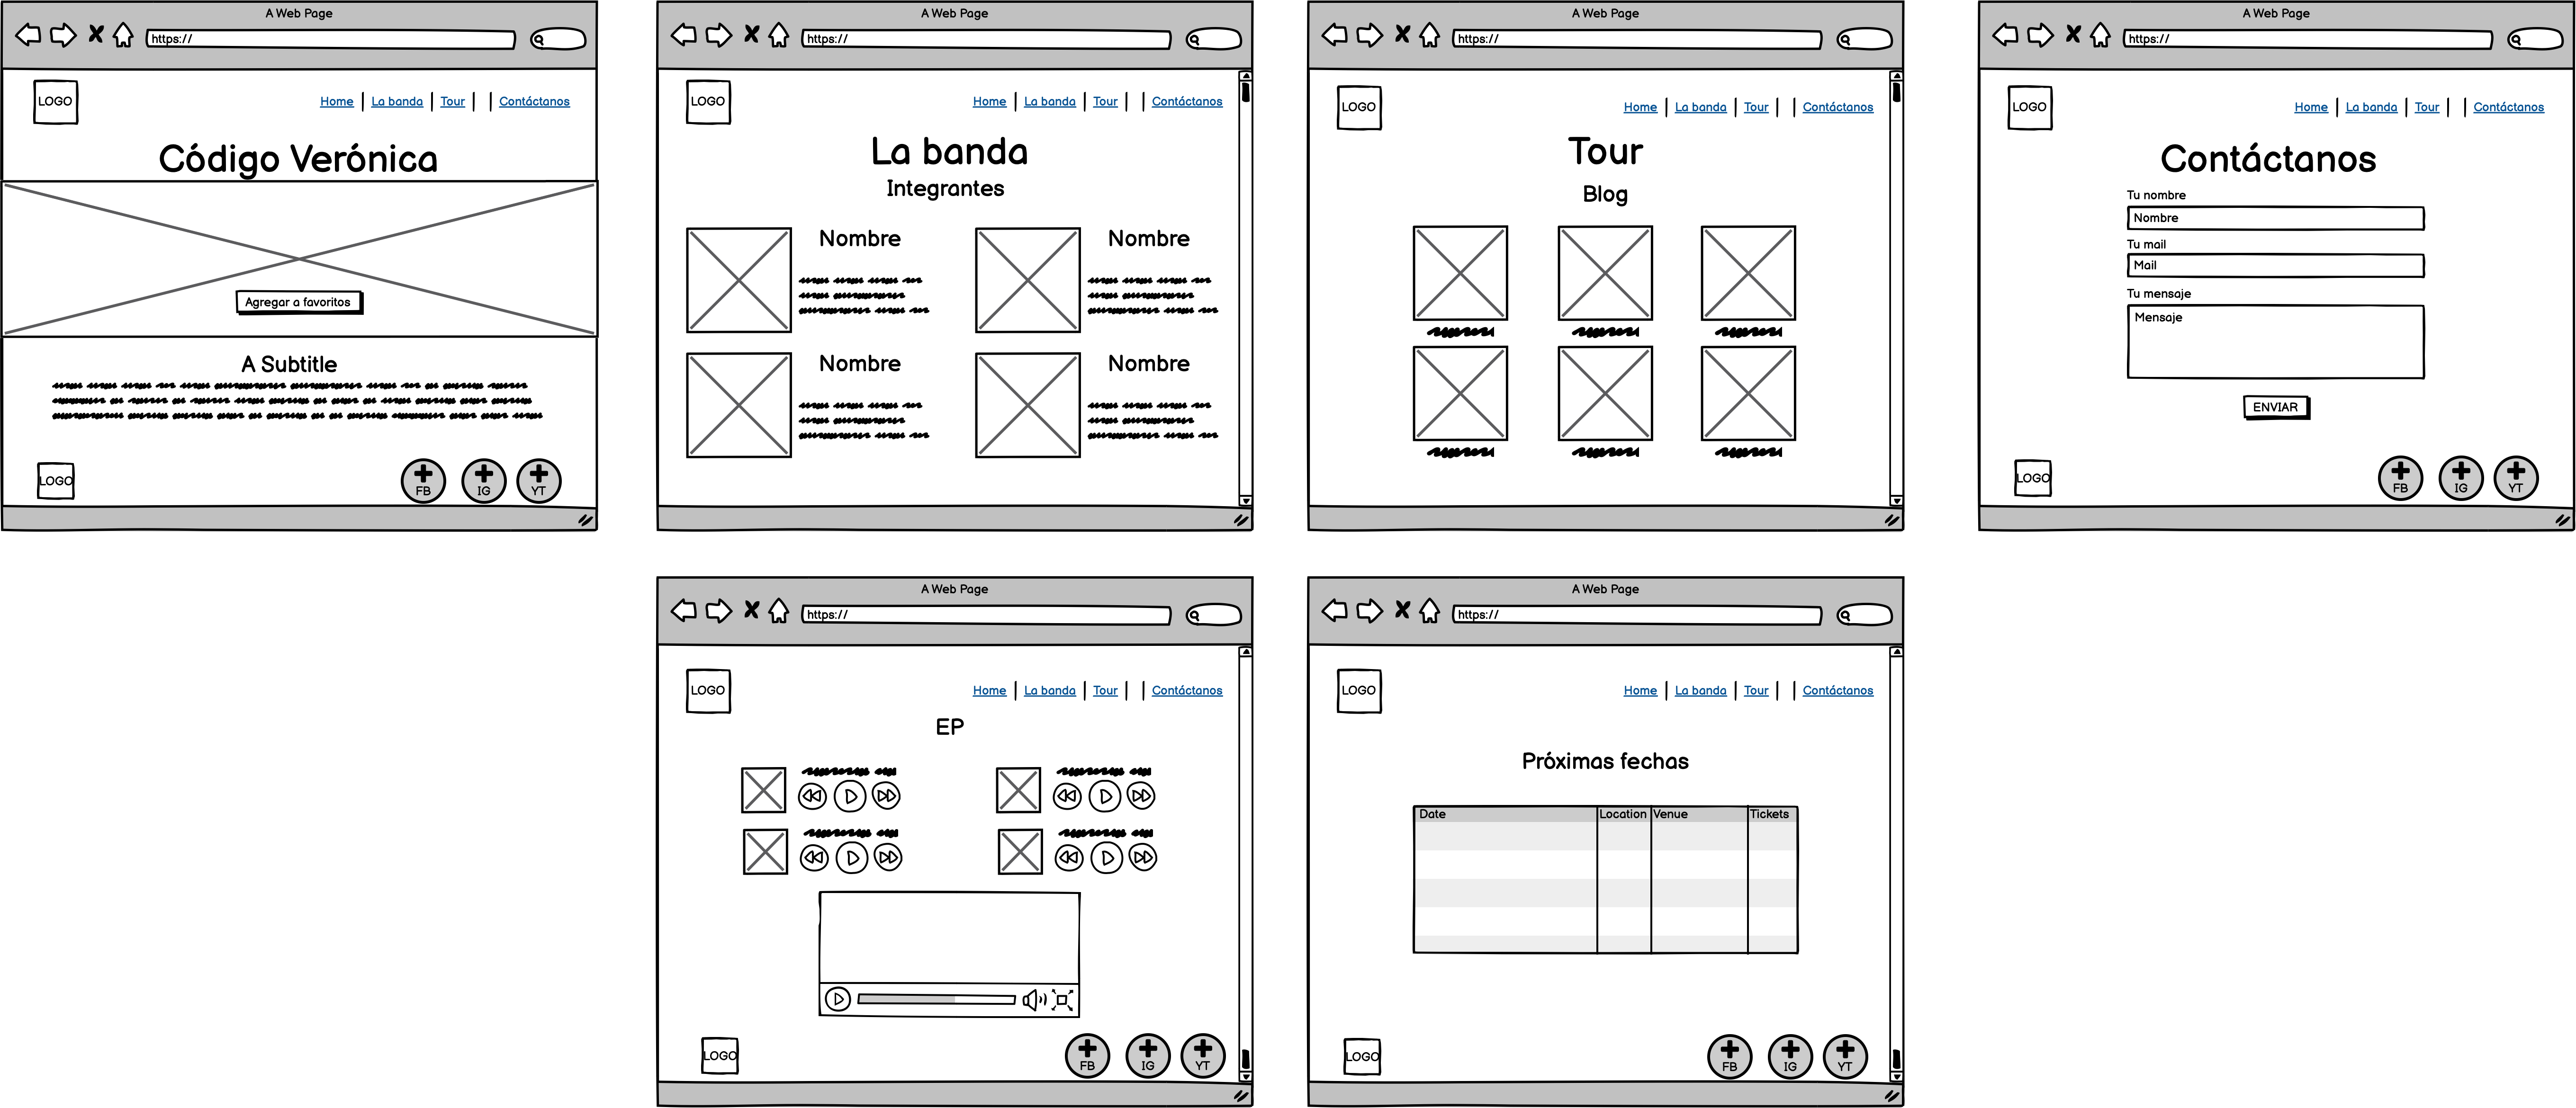 A Web Page
https://
LOGO
Home La banda Tour Contáctanos
Código Verónica
Agregar a favoritos
A Subtitle
LOGO
FB IG YT
A Web Page
https://
LOGO
Home La banda Tour Contáctanos
La banda
Integrantes
Nombre Nombre
Nombre Nombre
A Web Page
https://
LOGO
Home La banda Tour Contáctanos
Tour
Blog
A Web Page
https://
LOGO
Home La banda Tour Contáctanos
Contáctanos
Tu nombre
Nombre
Tu mail
Mail
Tu mensaje
Mensaje
ENVIAR
LOGO
FB IG YT
A Web Page
https://
LOGO
Home La banda Tour Contáctanos
EP
LOGO
FB IG YT
A Web Page
https://
LOGO
Home La banda Tour Contáctanos
Próximas fechas
Date Location Venue Tickets
LOGO
FB IG YT